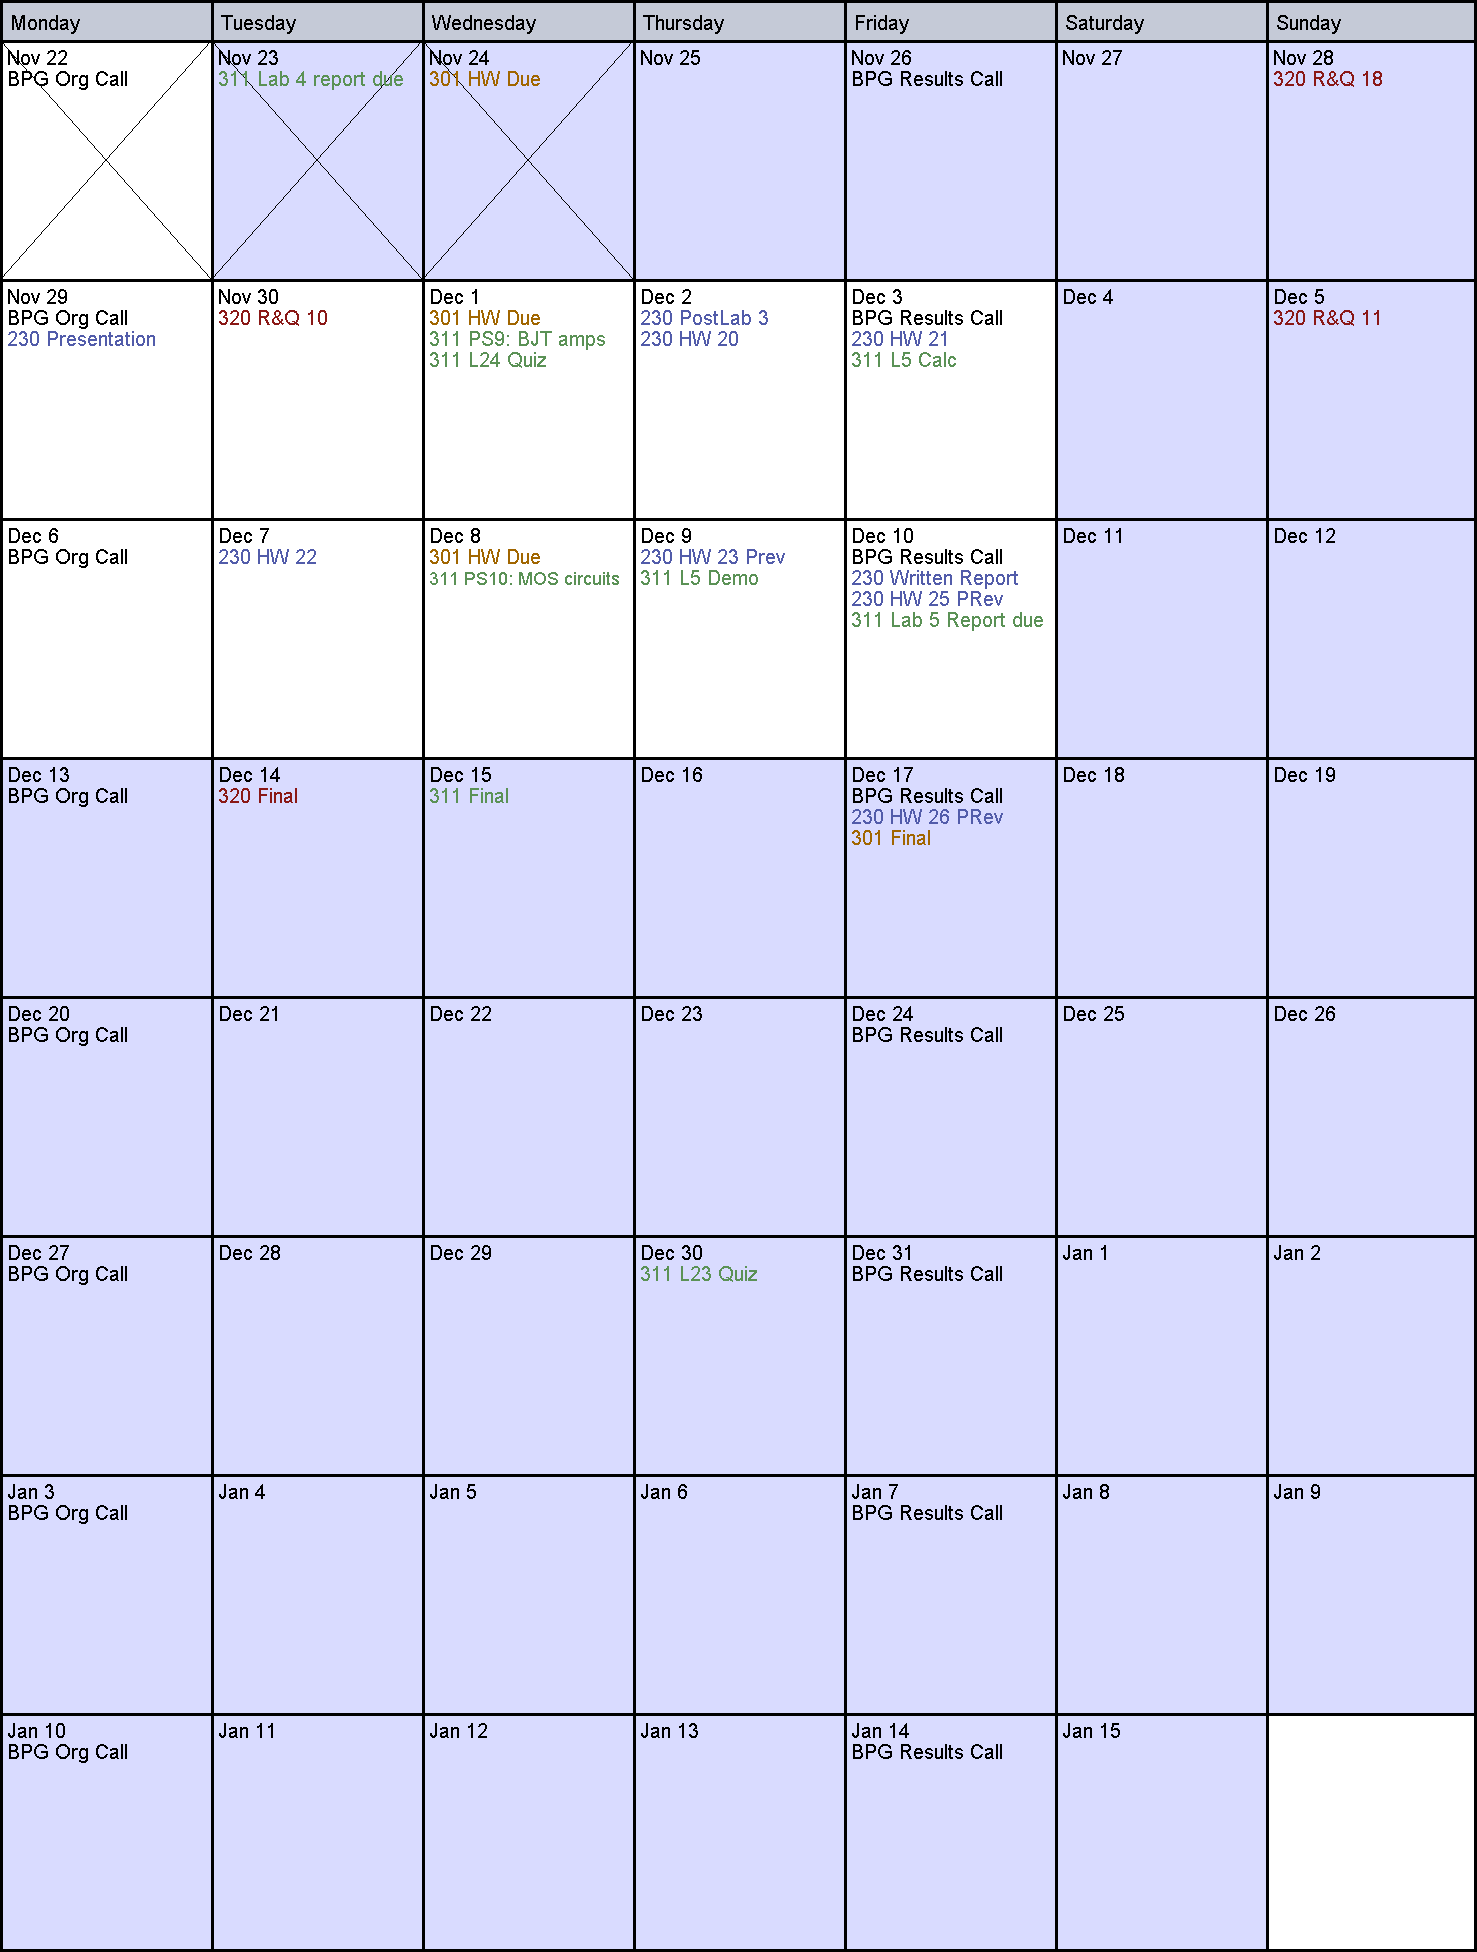 Monday Tuesday Wednesday Thursday Friday Saturday Sunday
Nov 22
BPG Org Call
Nov 23
311 Lab 4 report due
Nov 24
301 HW Due
Nov 25
Nov 26
BPG Results Call
Nov 27
Nov 28
320 R&Q 18
Nov 29
BPG Org Call
230 Presentation
Nov 30
320 R&Q 10
Dec 1
301 HW Due
311 PS9: BJT amps
311 L24 Quiz
Dec 2
230 PostLab 3
230 HW 20
Dec 3
BPG Results Call
230 HW 21
311 L5 Calc
Dec 4
Dec 5
320 R&Q 11
Dec 6
BPG Org Call
Dec 7
230 HW 22
Dec 8
301 HW Due
311 PS10: MOS circuits
Dec 9
230 HW 23 Prev
311 L5 Demo
Dec 10
BPG Results Call
230 Written Report
230 HW 25 PRev
311 Lab 5 Report due
Dec 11
Dec 12
Dec 13
BPG Org Call
Dec 14
320 Final
Dec 15
311 Final
Dec 16
Dec 17
BPG Results Call
230 HW 26 PRev
301 Final
Dec 18
Dec 19
Dec 20
BPG Org Call
Dec 21
Dec 22
Dec 23
Dec 24
BPG Results Call
Dec 25
Dec 26
Dec 27
BPG Org Call
Dec 28
Dec 29
Dec 30
311 L23 Quiz
Dec 31
BPG Results Call
Jan 1
Jan 2
Jan 3
BPG Org Call
Jan 4
Jan 5
Jan 6
Jan 7
BPG Results Call
Jan 8
Jan 9
Jan 10
BPG Org Call
Jan 11
Jan 12
Jan 13
Jan 14
BPG Results Call
Jan 15